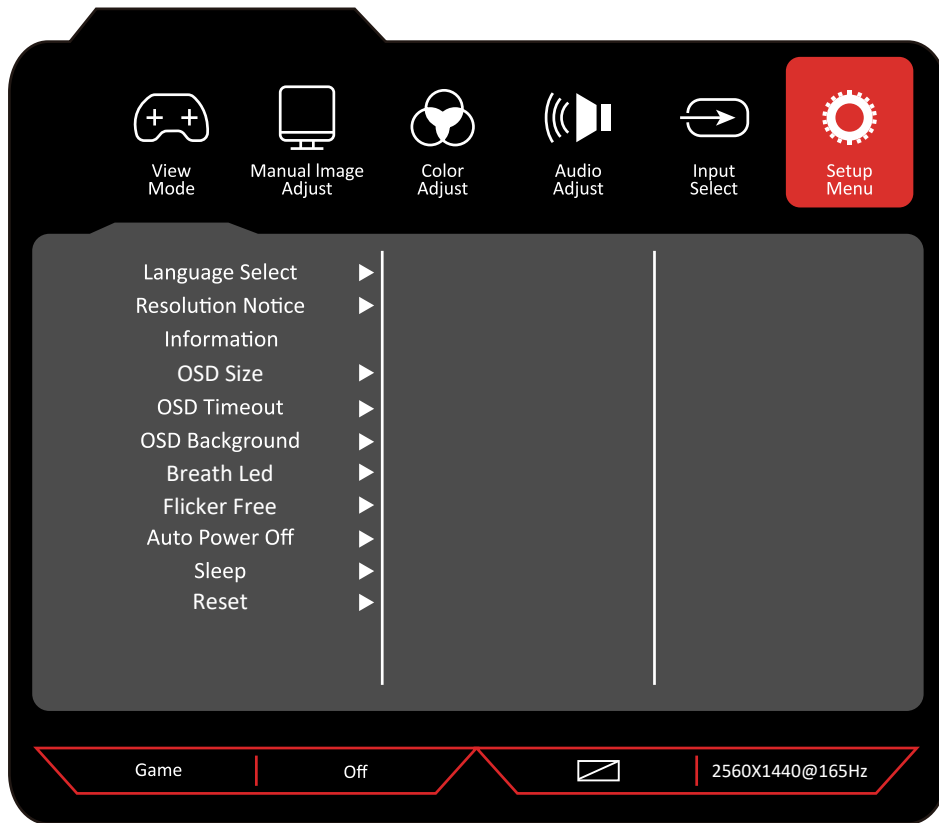 View
Mode
Manual Image
Adjust
Color
Adjust
Audio
Adjust
Input
Select
Setup
Menu
Language Select
Resolution Notice
Information
OSD Size
OSD Timeout
OSD Background
Breath Led
Flicker Free
Auto Power Off
Sleep
Reset
Game
Off
2560X1440@165Hz